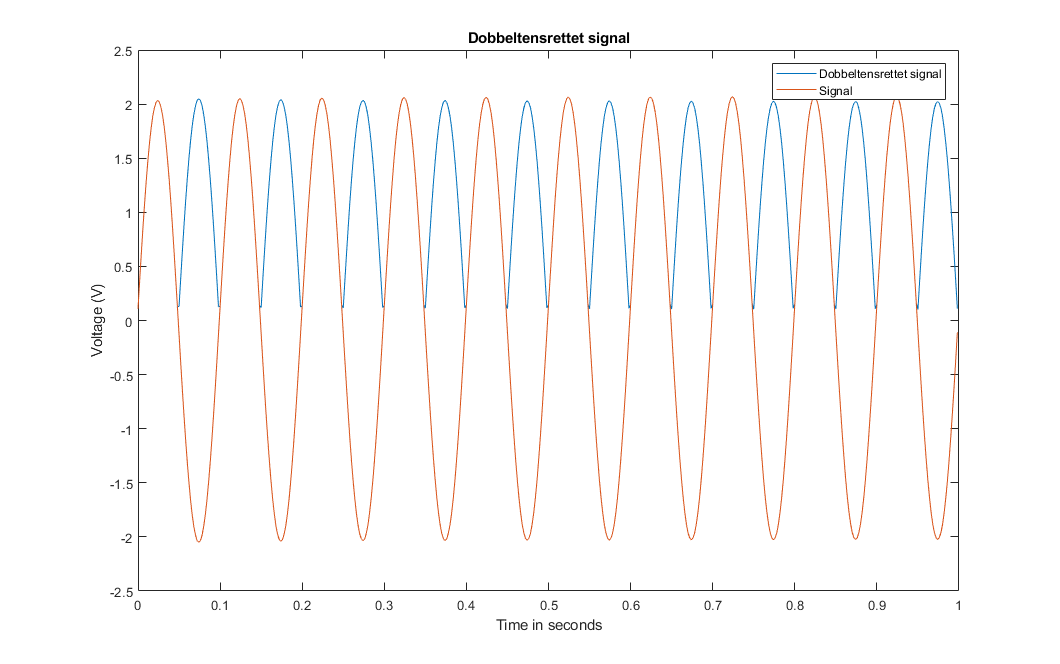 Dobbeltensrettet signal
Dobbeltensrettet signal
Signal
2.5
2
1.5
1
0.5
0
-0.5
-1
-1.5
-2
-2.5
Voltage (V)
0 0.1 0.2 0.3 0.4 0.5 0.6 0.7 0.8 0.9 1
Time in seconds